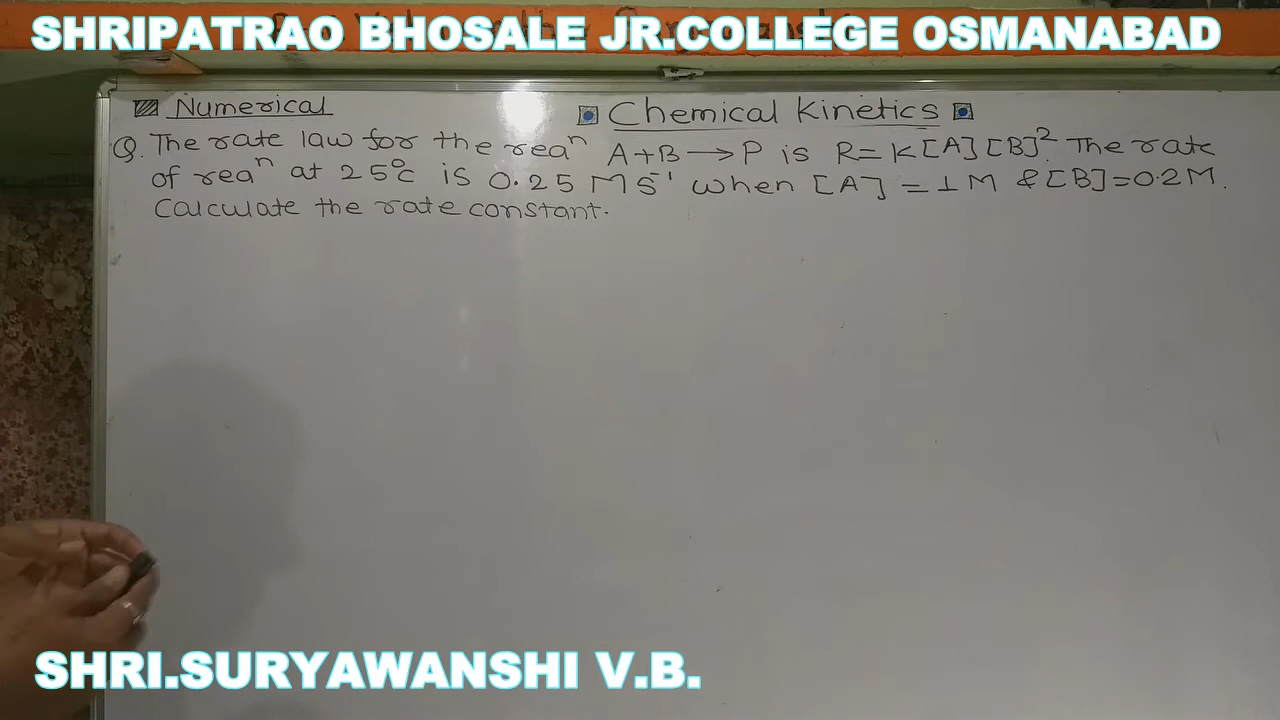 SHRIPATRAO BHOSALE JR.COLLEGE OSMANABAD
Numerical
Chemical Kinetics
Q. The rate law for the reaⁿ A+B → P is R= K[A][B]². The rate
of reaⁿ at 25°c is 0.25 M S⁻¹ when [A] = 1 M & [B]=0.2M.
Calculate the rate constant.
SHRI.SURYAWANSHI V.B.